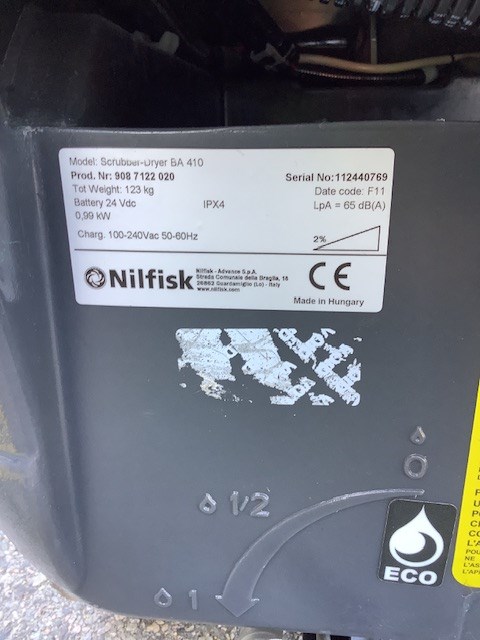 Model: Scrubber-Dryer BA 410
Prod. Nr: 908 7122 020
Serial No:112440769
Tot Weight: 123 kg
Date code: F11
Battery 24 Vdc
IPX4
LpA = 65 dB(A)
0,99 kW
Charg. 100-240Vac 50-60Hz
2%
Nilfisk
Nilfisk - Advance S.p.A.
Strada Comunale della Braglia, 18
26862 Guardamiglio (Lo) - Italy
www.nilfisk.com
CE
Made in Hungary
0
1/2
1
ECO